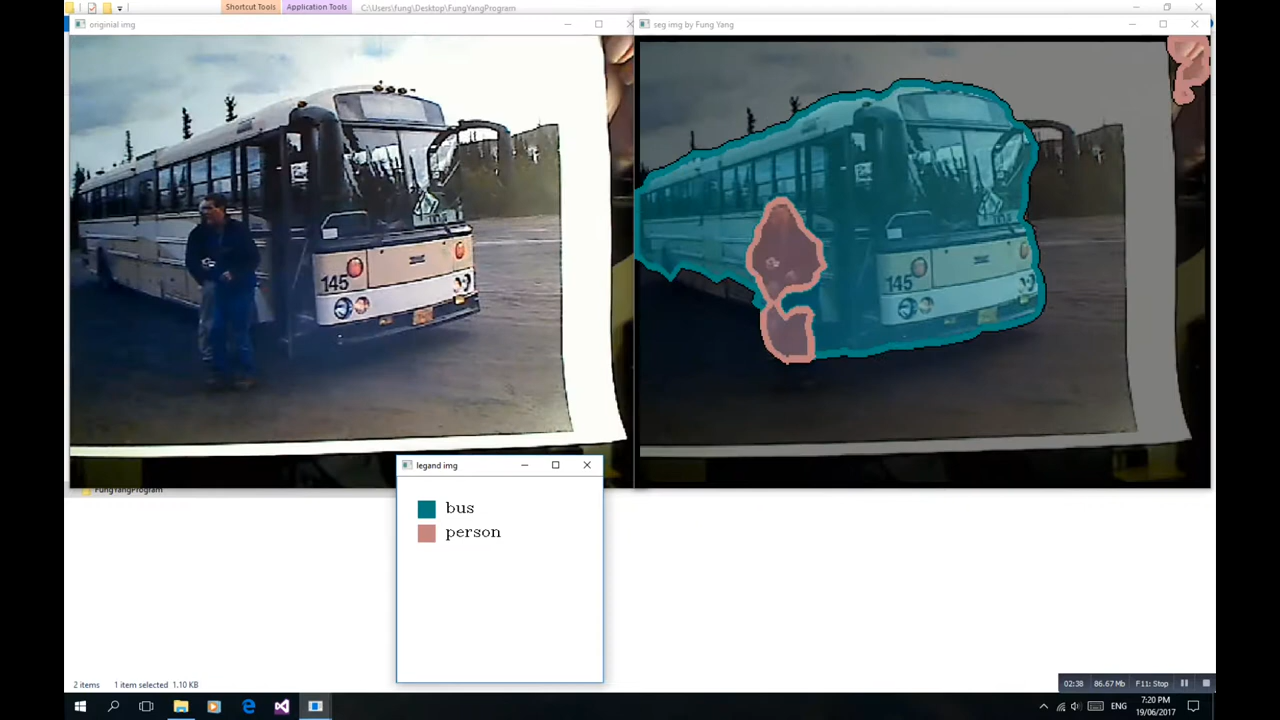 Shortcut Tools
Application Tools
C:\Users\fung\Desktop\FungYangProgram
originial img
seg img by Fung Yang
145
145
FungYangProgram
legand img
bus
person
2 items
1 item selected 1.10 KB
02:38
86.67 Mb
F11: Stop
ENG
7:20 PM
19/06/2017